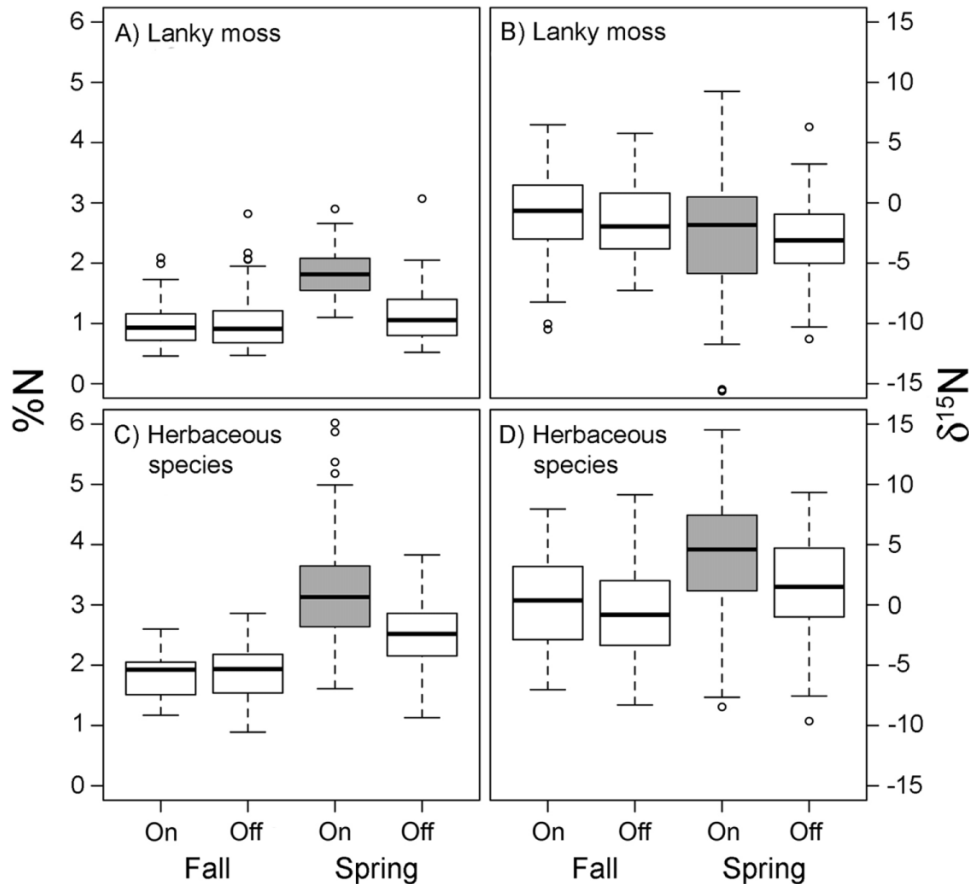 A) Lanky moss
B) Lanky moss
6
5
4
3
2
1
0
15
10
5
0
-5
-10
-15
%N
δ15N
C) Herbaceous
species
D) Herbaceous
species
6
5
4
3
2
1
0
15
10
5
0
-5
-10
-15
On Off On Off
On Off On Off
Fall Spring
Fall Spring